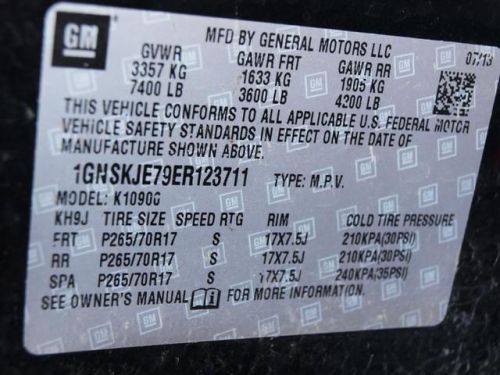 GM
MFD BY GENERAL MOTORS LLC
GVWR GAWR FRT GAWR RR 07/13
3357 KG 1633 KG 1905 KG
7400 LB 3600 LB 4200 LB
THIS VEHICLE CONFORMS TO ALL APPLICABLE U.S. FEDERAL MOTOR
VEHICLE SAFETY STANDARDS IN EFFECT ON THE DATE OF
MANUFACTURE SHOWN ABOVE.
1GNSKJE79ER123711 TYPE: M.P.V.
MODEL: K10906
KH9J TIRE SIZE SPEED RTG RIM COLD TIRE PRESSURE
FRT P265/70R17 S 17X7.5J 210KPA(30PSI)
RR P265/70R17 S 17X7.5J 210KPA(30PSI)
SPA P265/70R17 S 17X7.5J 240KPA(35PSI)
SEE OWNER'S MANUAL FOR MORE INFORMATION.